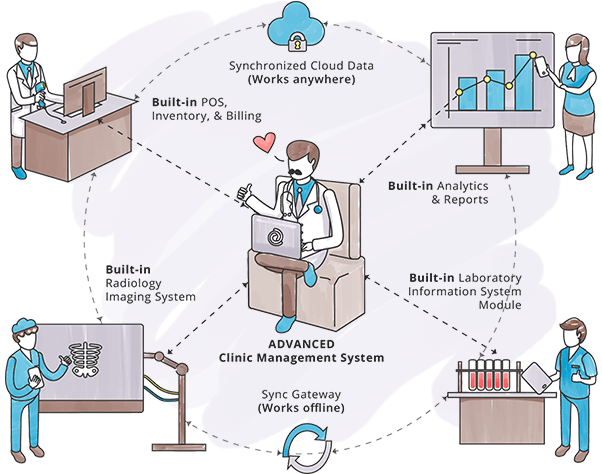 Synchronized Cloud Data
(Works anywhere)
Built-in POS,
Inventory, & Billing
Built-in Analytics
& Reports
Built-in
Radiology
Imaging System
Built-in Laboratory
Information System
Module
ADVANCED
Clinic Management System
Sync Gateway
(Works offline)